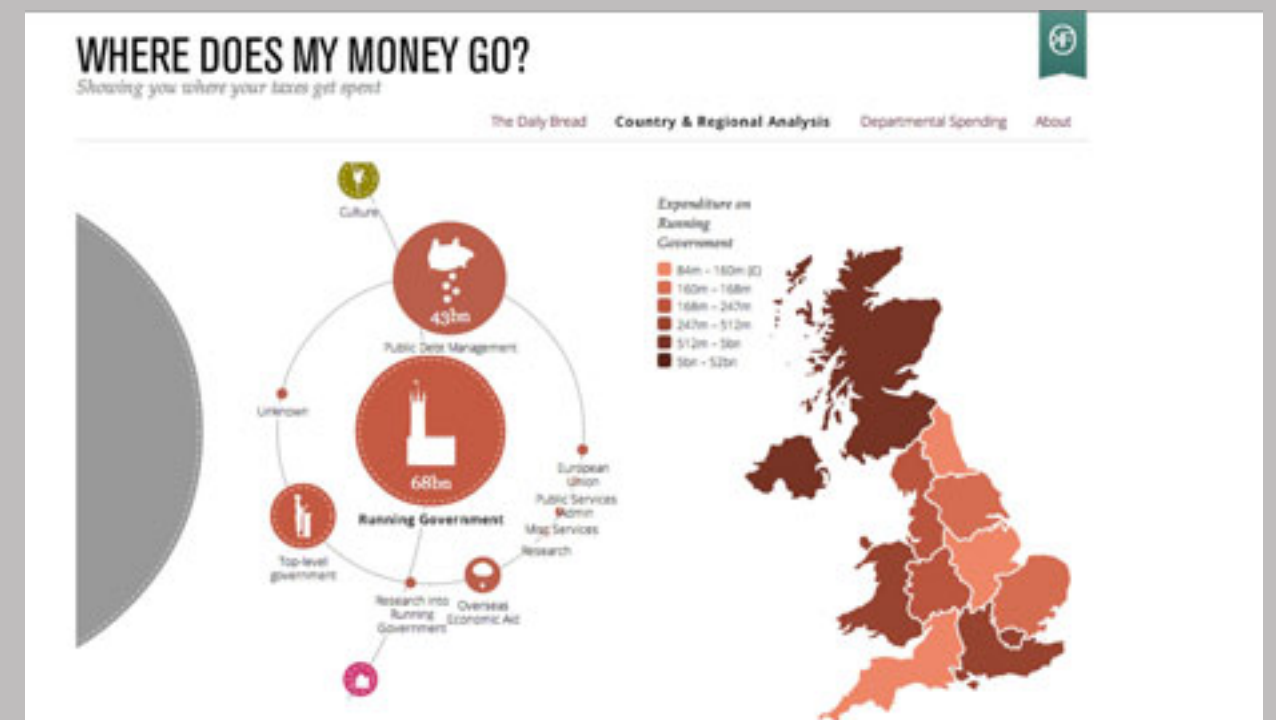 WHERE DOES MY MONEY GO?
Showing you where your taxes get spent
The Daily Bread
Country & Regional Analysis
Departmental Spending
About
Culture
43bn
Public Debt Management
Unknown
68bn
Running Government
European
Union
Public Services
Admin
Misc Services
Research
Top-level
government
Research into
Running
Government
Overseas
Economic Aid
Expenditure on
Running
Government
84m – 160m (£)
160m – 168m
168m – 247m
247m – 512m
512m – 5bn
5bn – 52bn